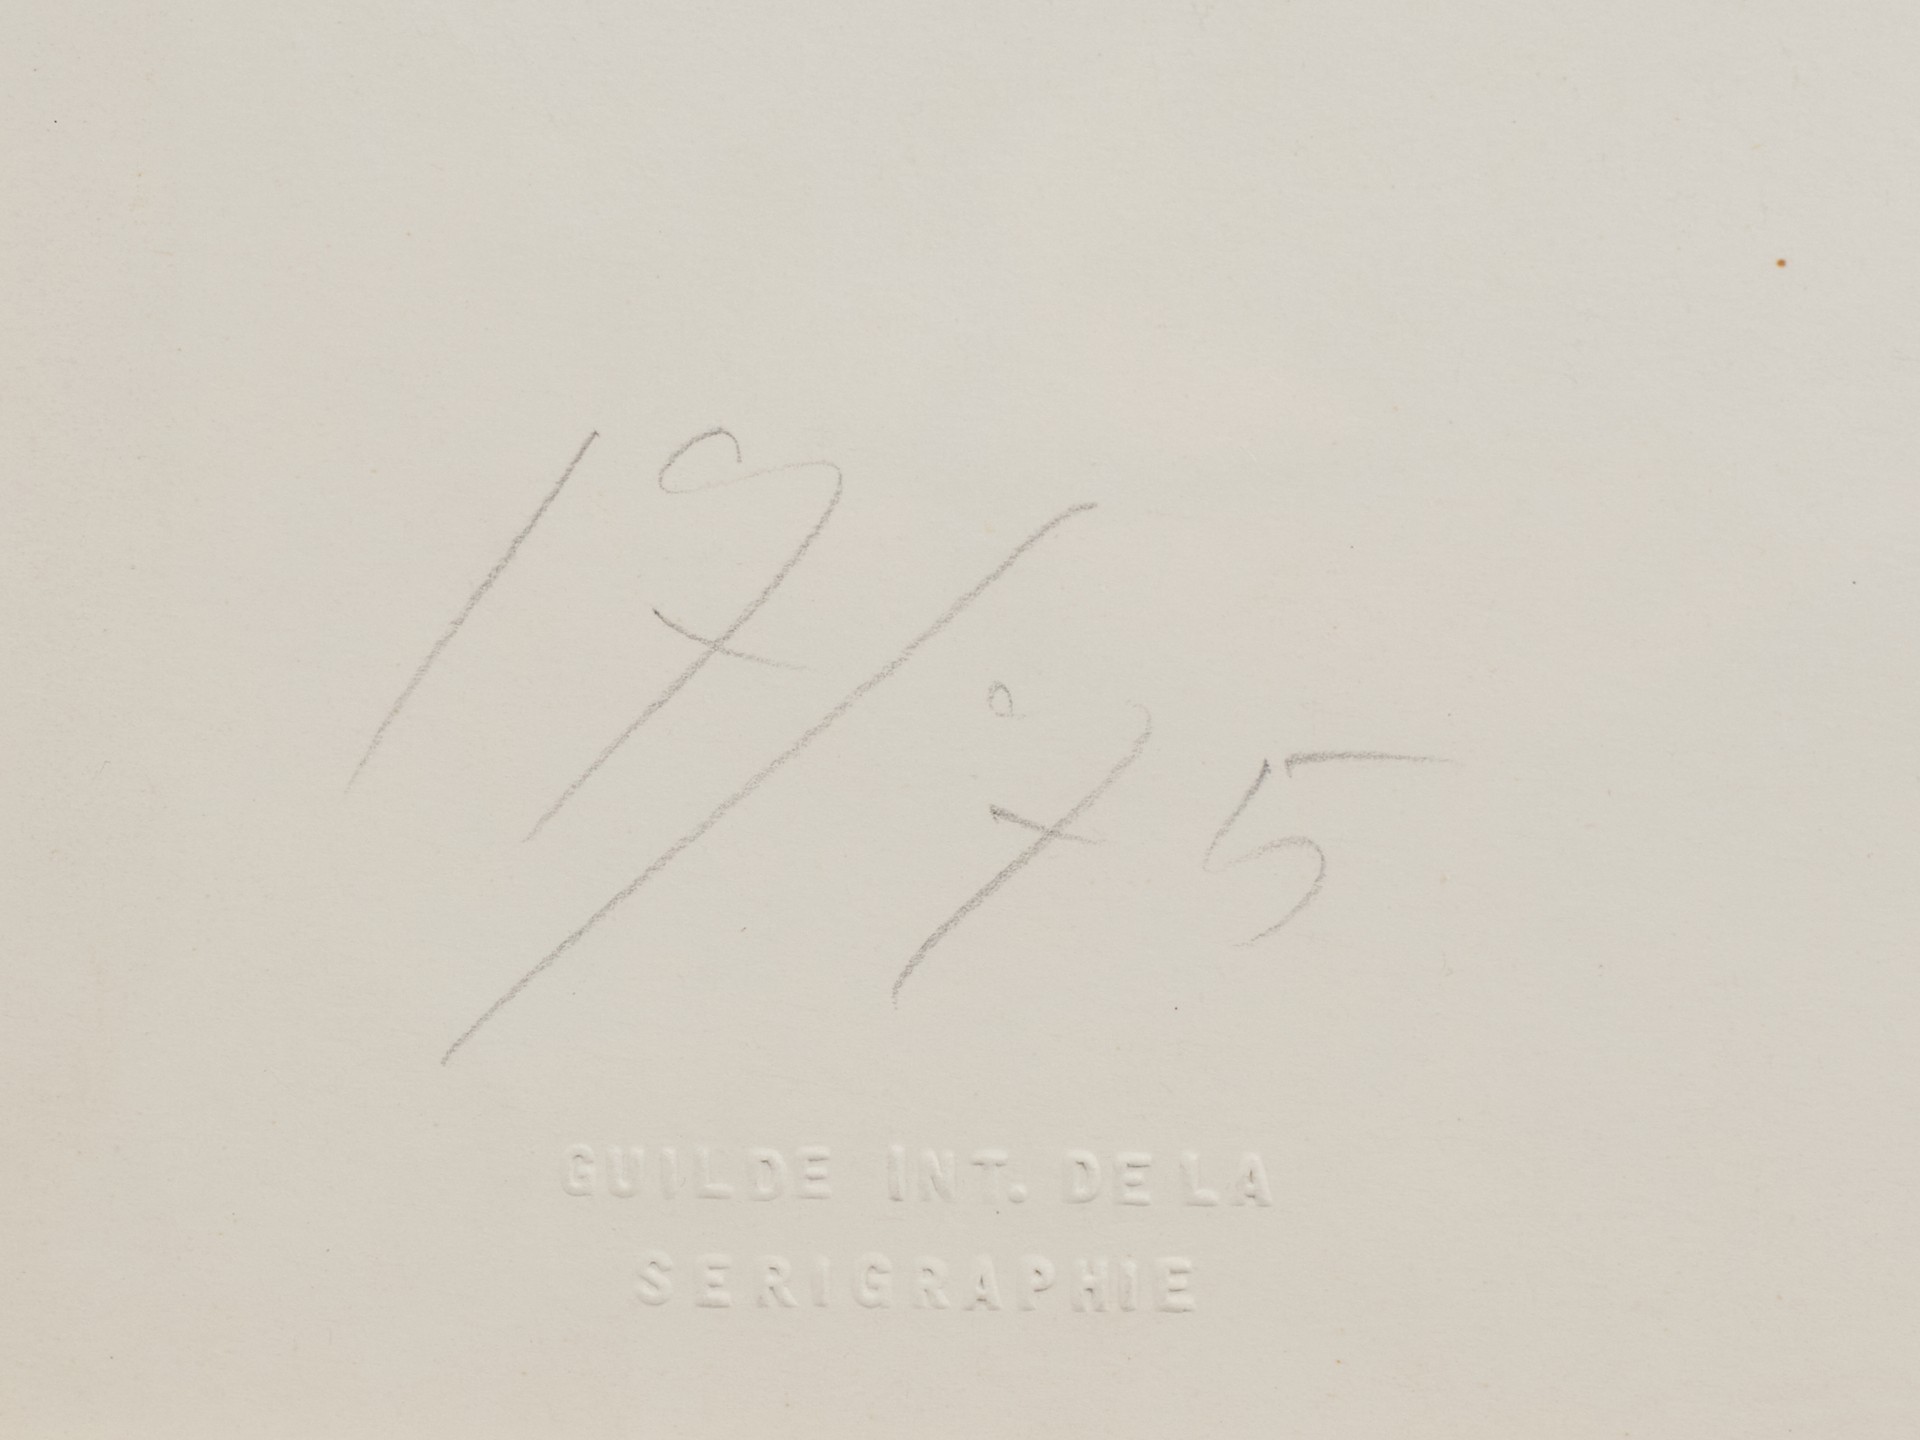 17/75
GUILDE INT. DE LA
SERIGRAPHIE